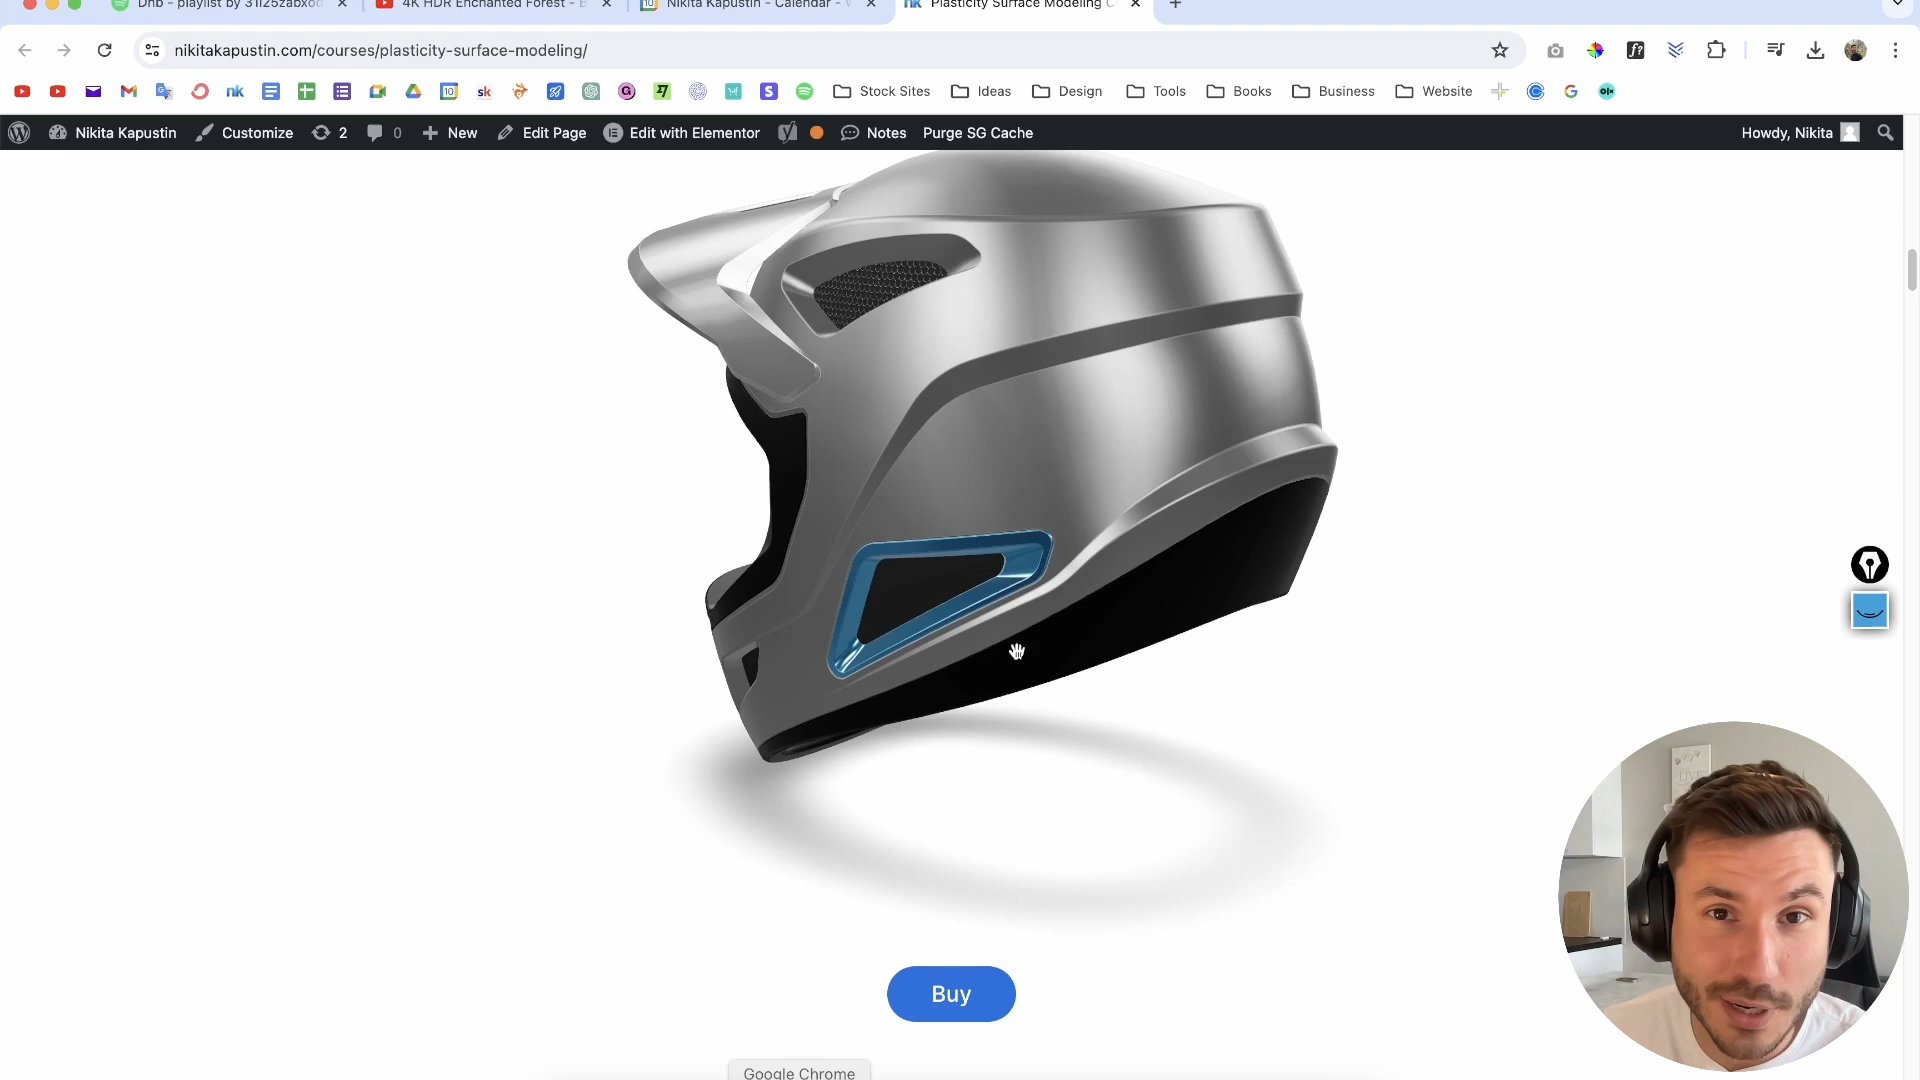 Dnb - playlist by 31l25zabxod
4K HDR Enchanted Forest - B
Nikita Kapustin - Calendar - W
Plasticity Surface Modeling C
nikitakapustin.com/courses/plasticity-surface-modeling/
Stock Sites
Ideas
Design
Tools
Books
Business
Website
Nikita Kapustin
Customize
2
0
New
Edit Page
Edit with Elementor
Notes
Purge SG Cache
Howdy, Nikita
Buy
Google Chrome